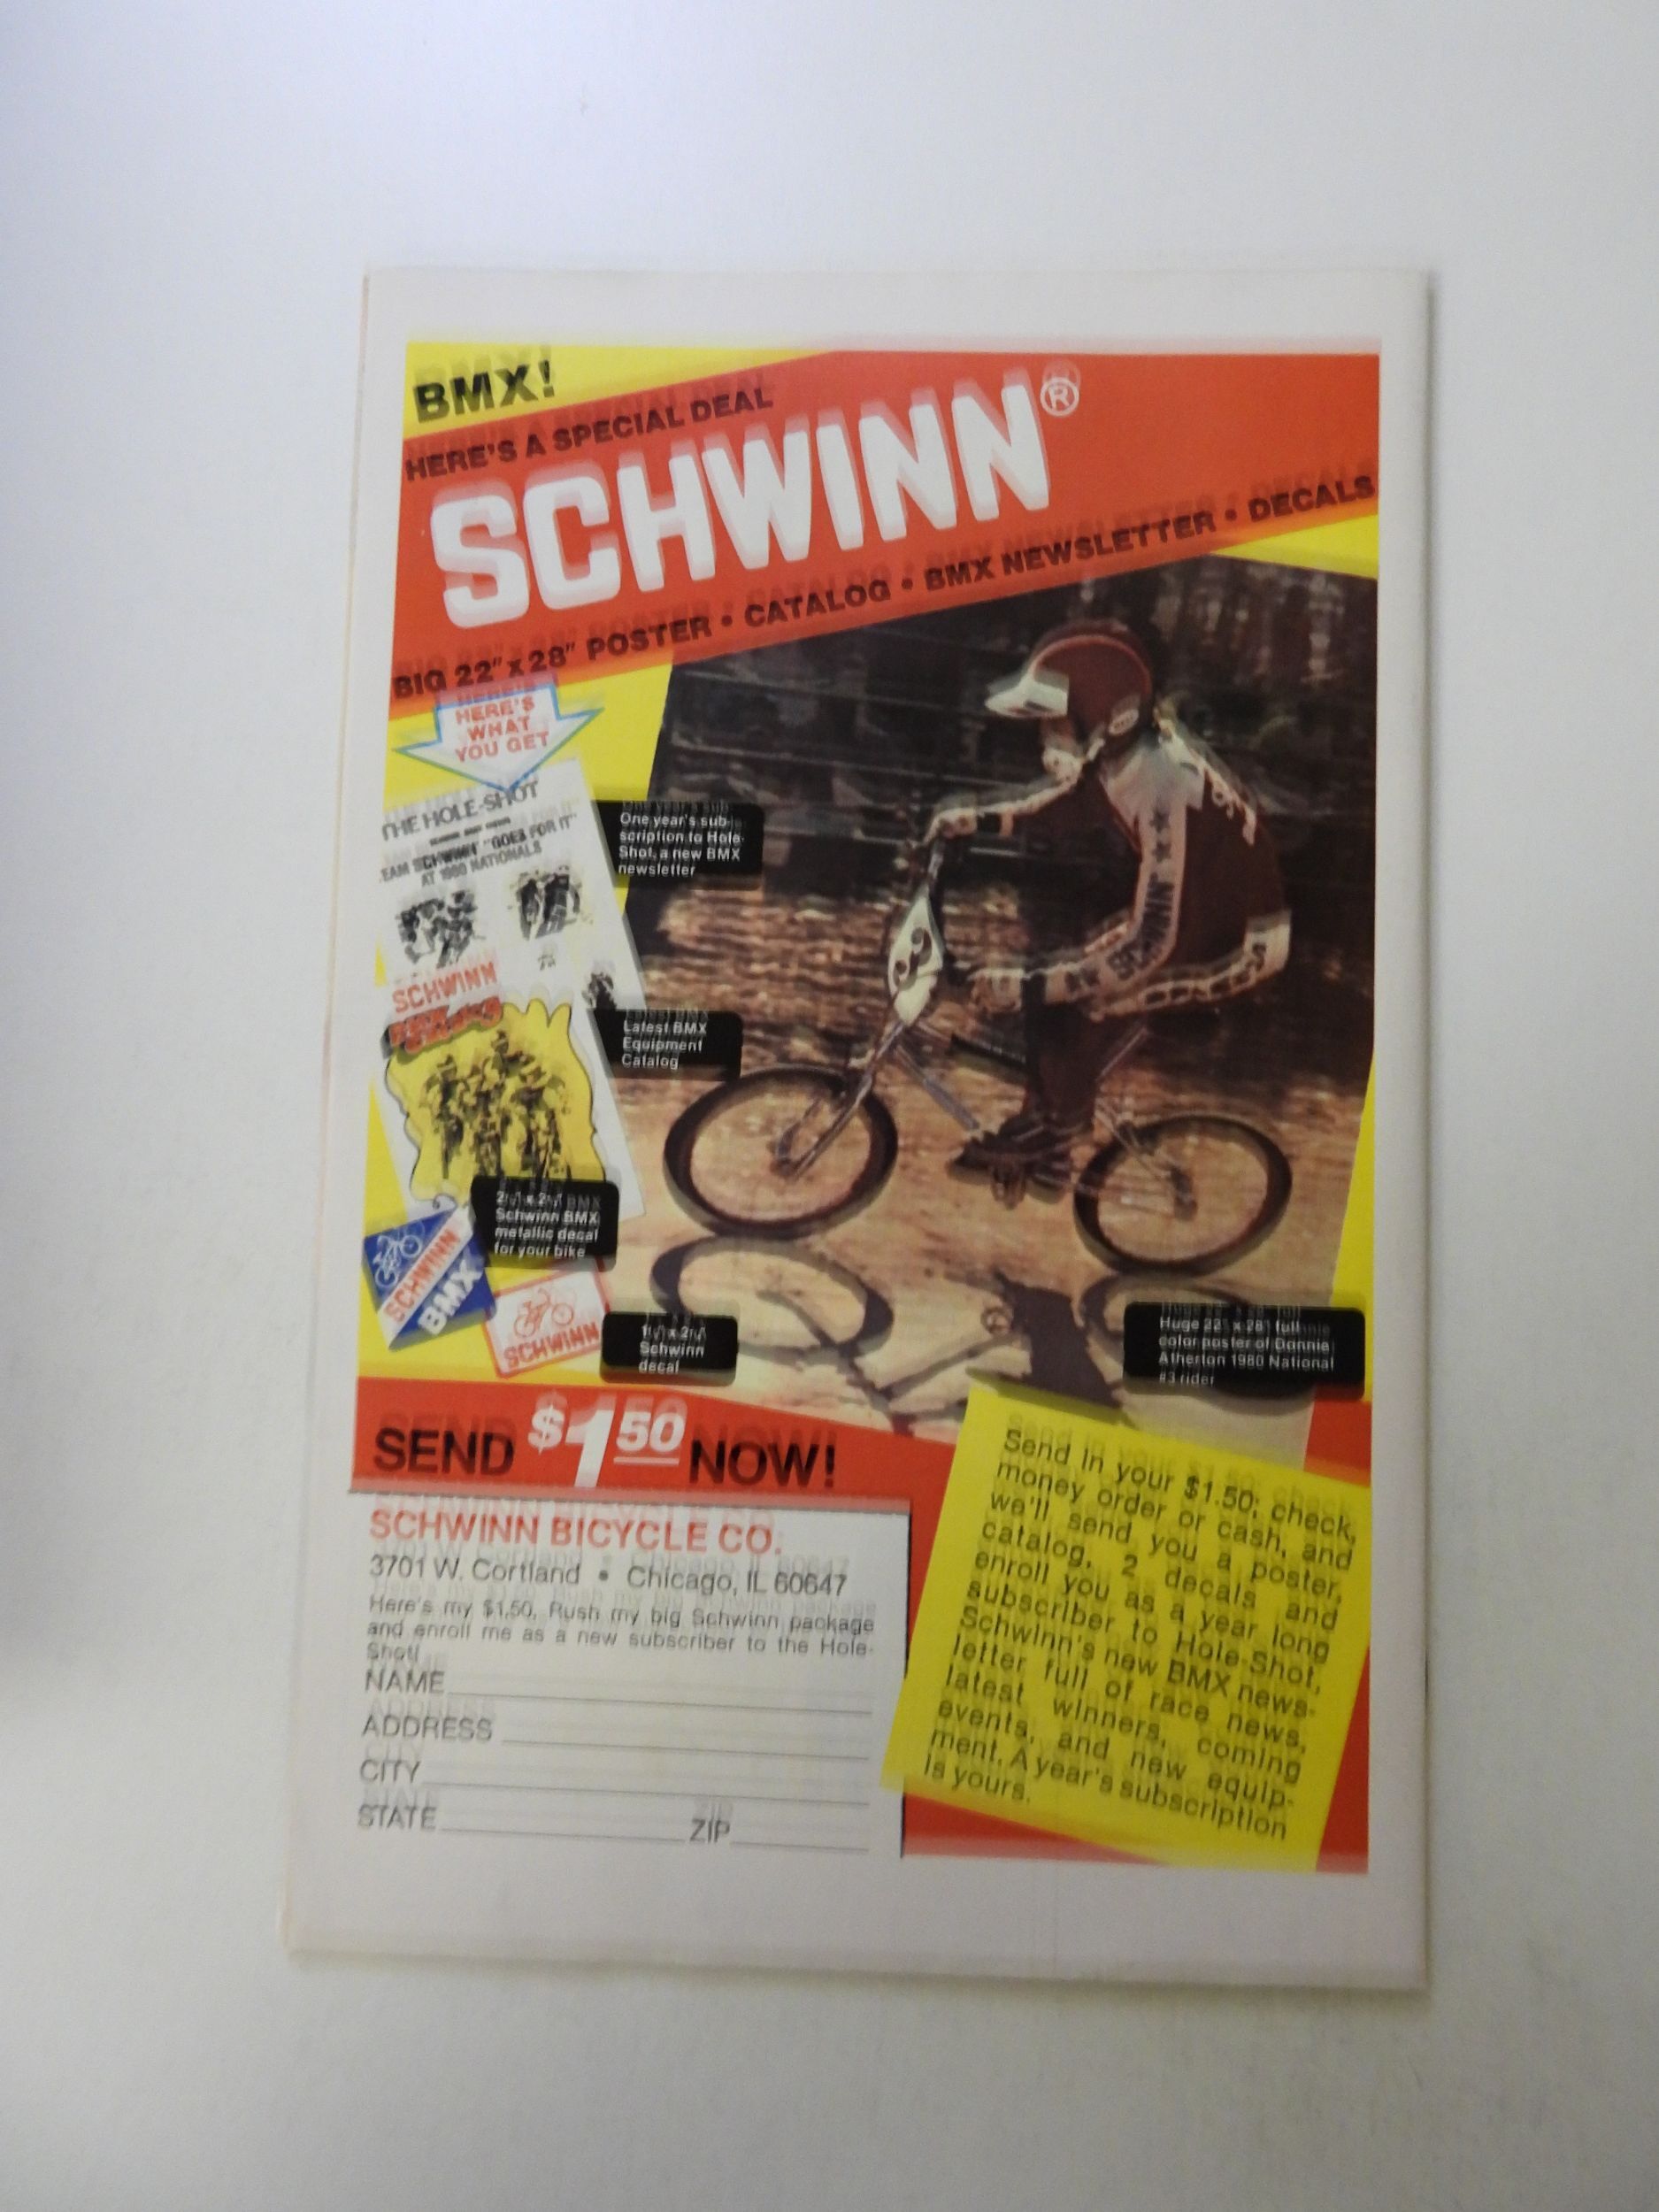 BMX!
HERE'S A SPECIAL DEAL
SCHWINN®
BIG 22" x 28" POSTER • CATALOG • BMX NEWSLETTER • DECALS
HERE'S
WHAT
YOU GET
THE HOLE-SHOT
TEAM SCHWINN "GOES FOR IT"
AT 1980 NATIONALS
One year's sub-
scription to Hole-
Shot, a new BMX
newsletter
SCHWINN
Latest BMX
Equipment
Catalog
Schwinn BMX
metallic decal
for your bike
SCHWINN
BMX
SCHWINN
Schwinn
decal
3
SCHWINN
Huge 22" x 28" full
color poster of Donnie
Atherton 1980 National
#3 rider
SEND $1.50 NOW!
SCHWINN BICYCLE CO.
3701 W. Cortland • Chicago, IL 60647
Here's my $1.50. Rush my big Schwinn package
and enroll me as a new subscriber to the Hole-
Shot!
NAME
ADDRESS
CITY
STATE ZIP
Send in your $1.50; check,
money order or cash, and
we'll send you a poster,
catalog, 2 decals and
enroll you as a year long
subscriber to Hole-Shot,
Schwinn's new BMX news-
letter full of race news,
latest winners, coming
events, and new equip-
ment. A year's subscription
is yours.